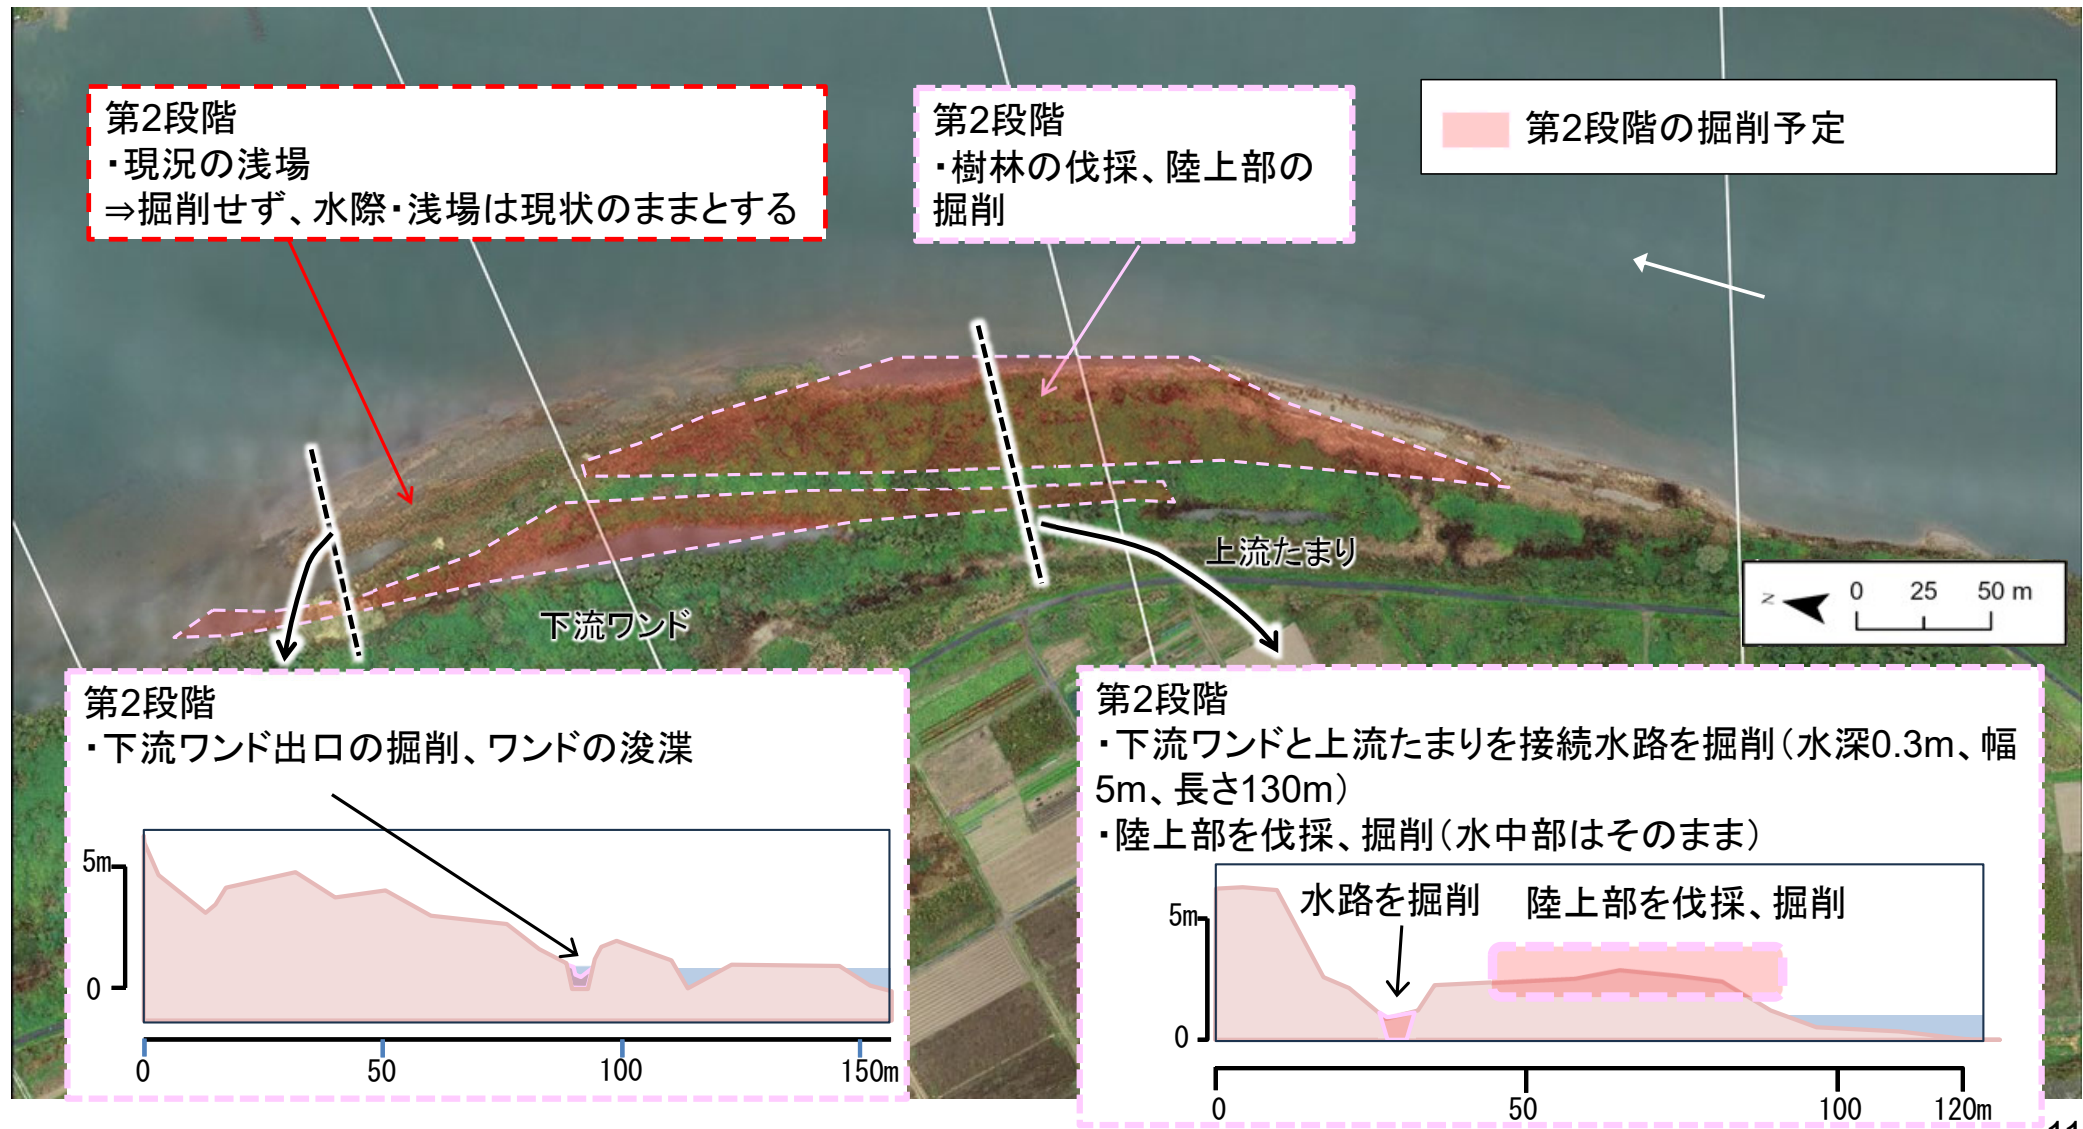 第2段階
・現況の浅場
⇒掘削せず、水際・浅場は現状のままとする
第2段階
・樹林の伐採、陸上部の
掘削
第2段階の掘削予定
上流たまり
下流ワンド
N
0 25 50 m
第2段階
・下流ワンド出口の掘削、ワンドの浚渫
5m
0
0 50 100 150m
第2段階
・下流ワンドと上流たまりを接続水路を掘削（水深0.3m、幅
5m、長さ130m）
・陸上部を伐採、掘削（水中部はそのまま）
水路を掘削 陸上部を伐採、掘削
5m
0
0 50 100 120m